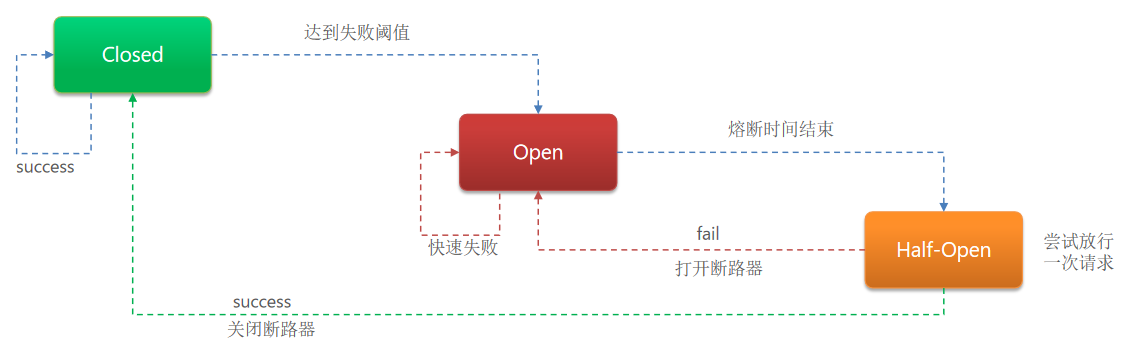 Closed
达到失败阈值
success
Open
熔断时间结束
快速失败
fail
打开断路器
Half-Open
尝试放行
一次请求
success
关闭断路器